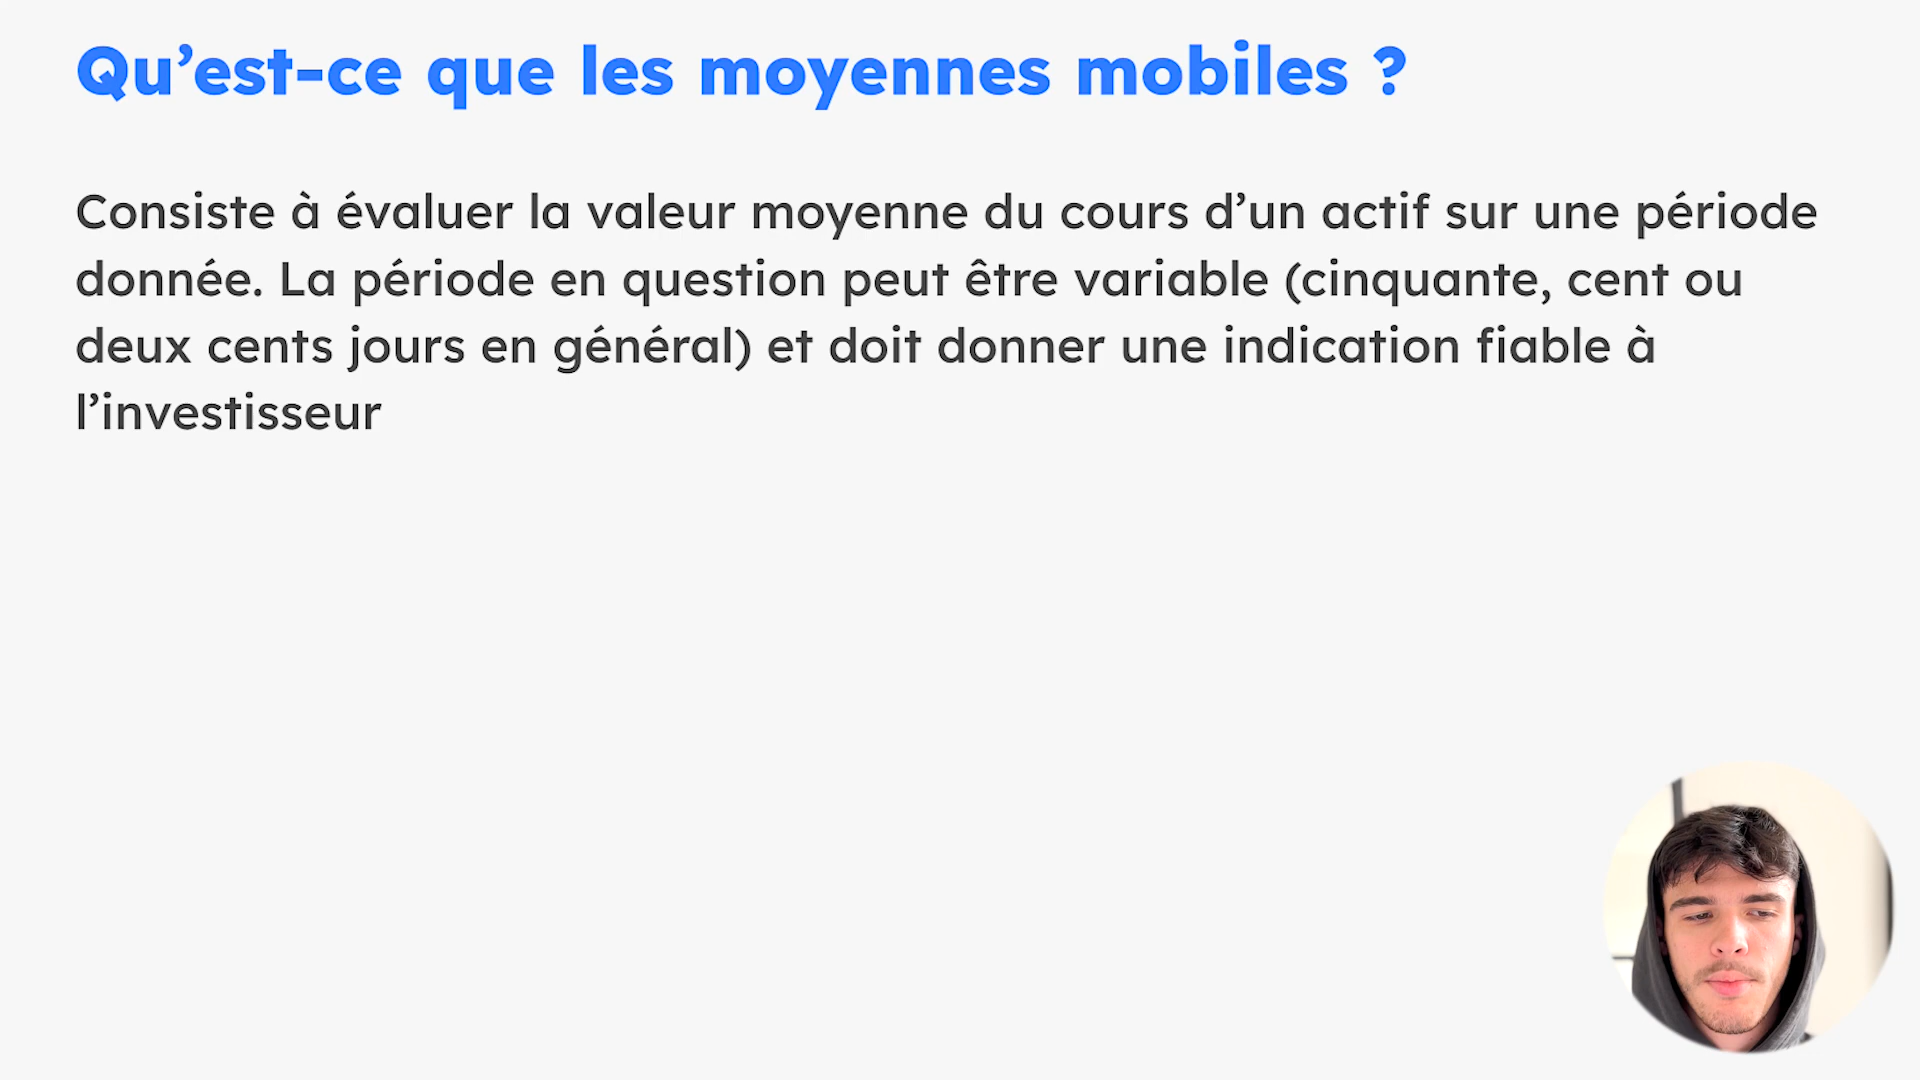 Qu’est-ce que les moyennes mobiles ?
Consiste à évaluer la valeur moyenne du cours d’un actif sur une période
donnée. La période en question peut être variable (cinquante, cent ou
deux cents jours en général) et doit donner une indication fiable à
l’investisseur